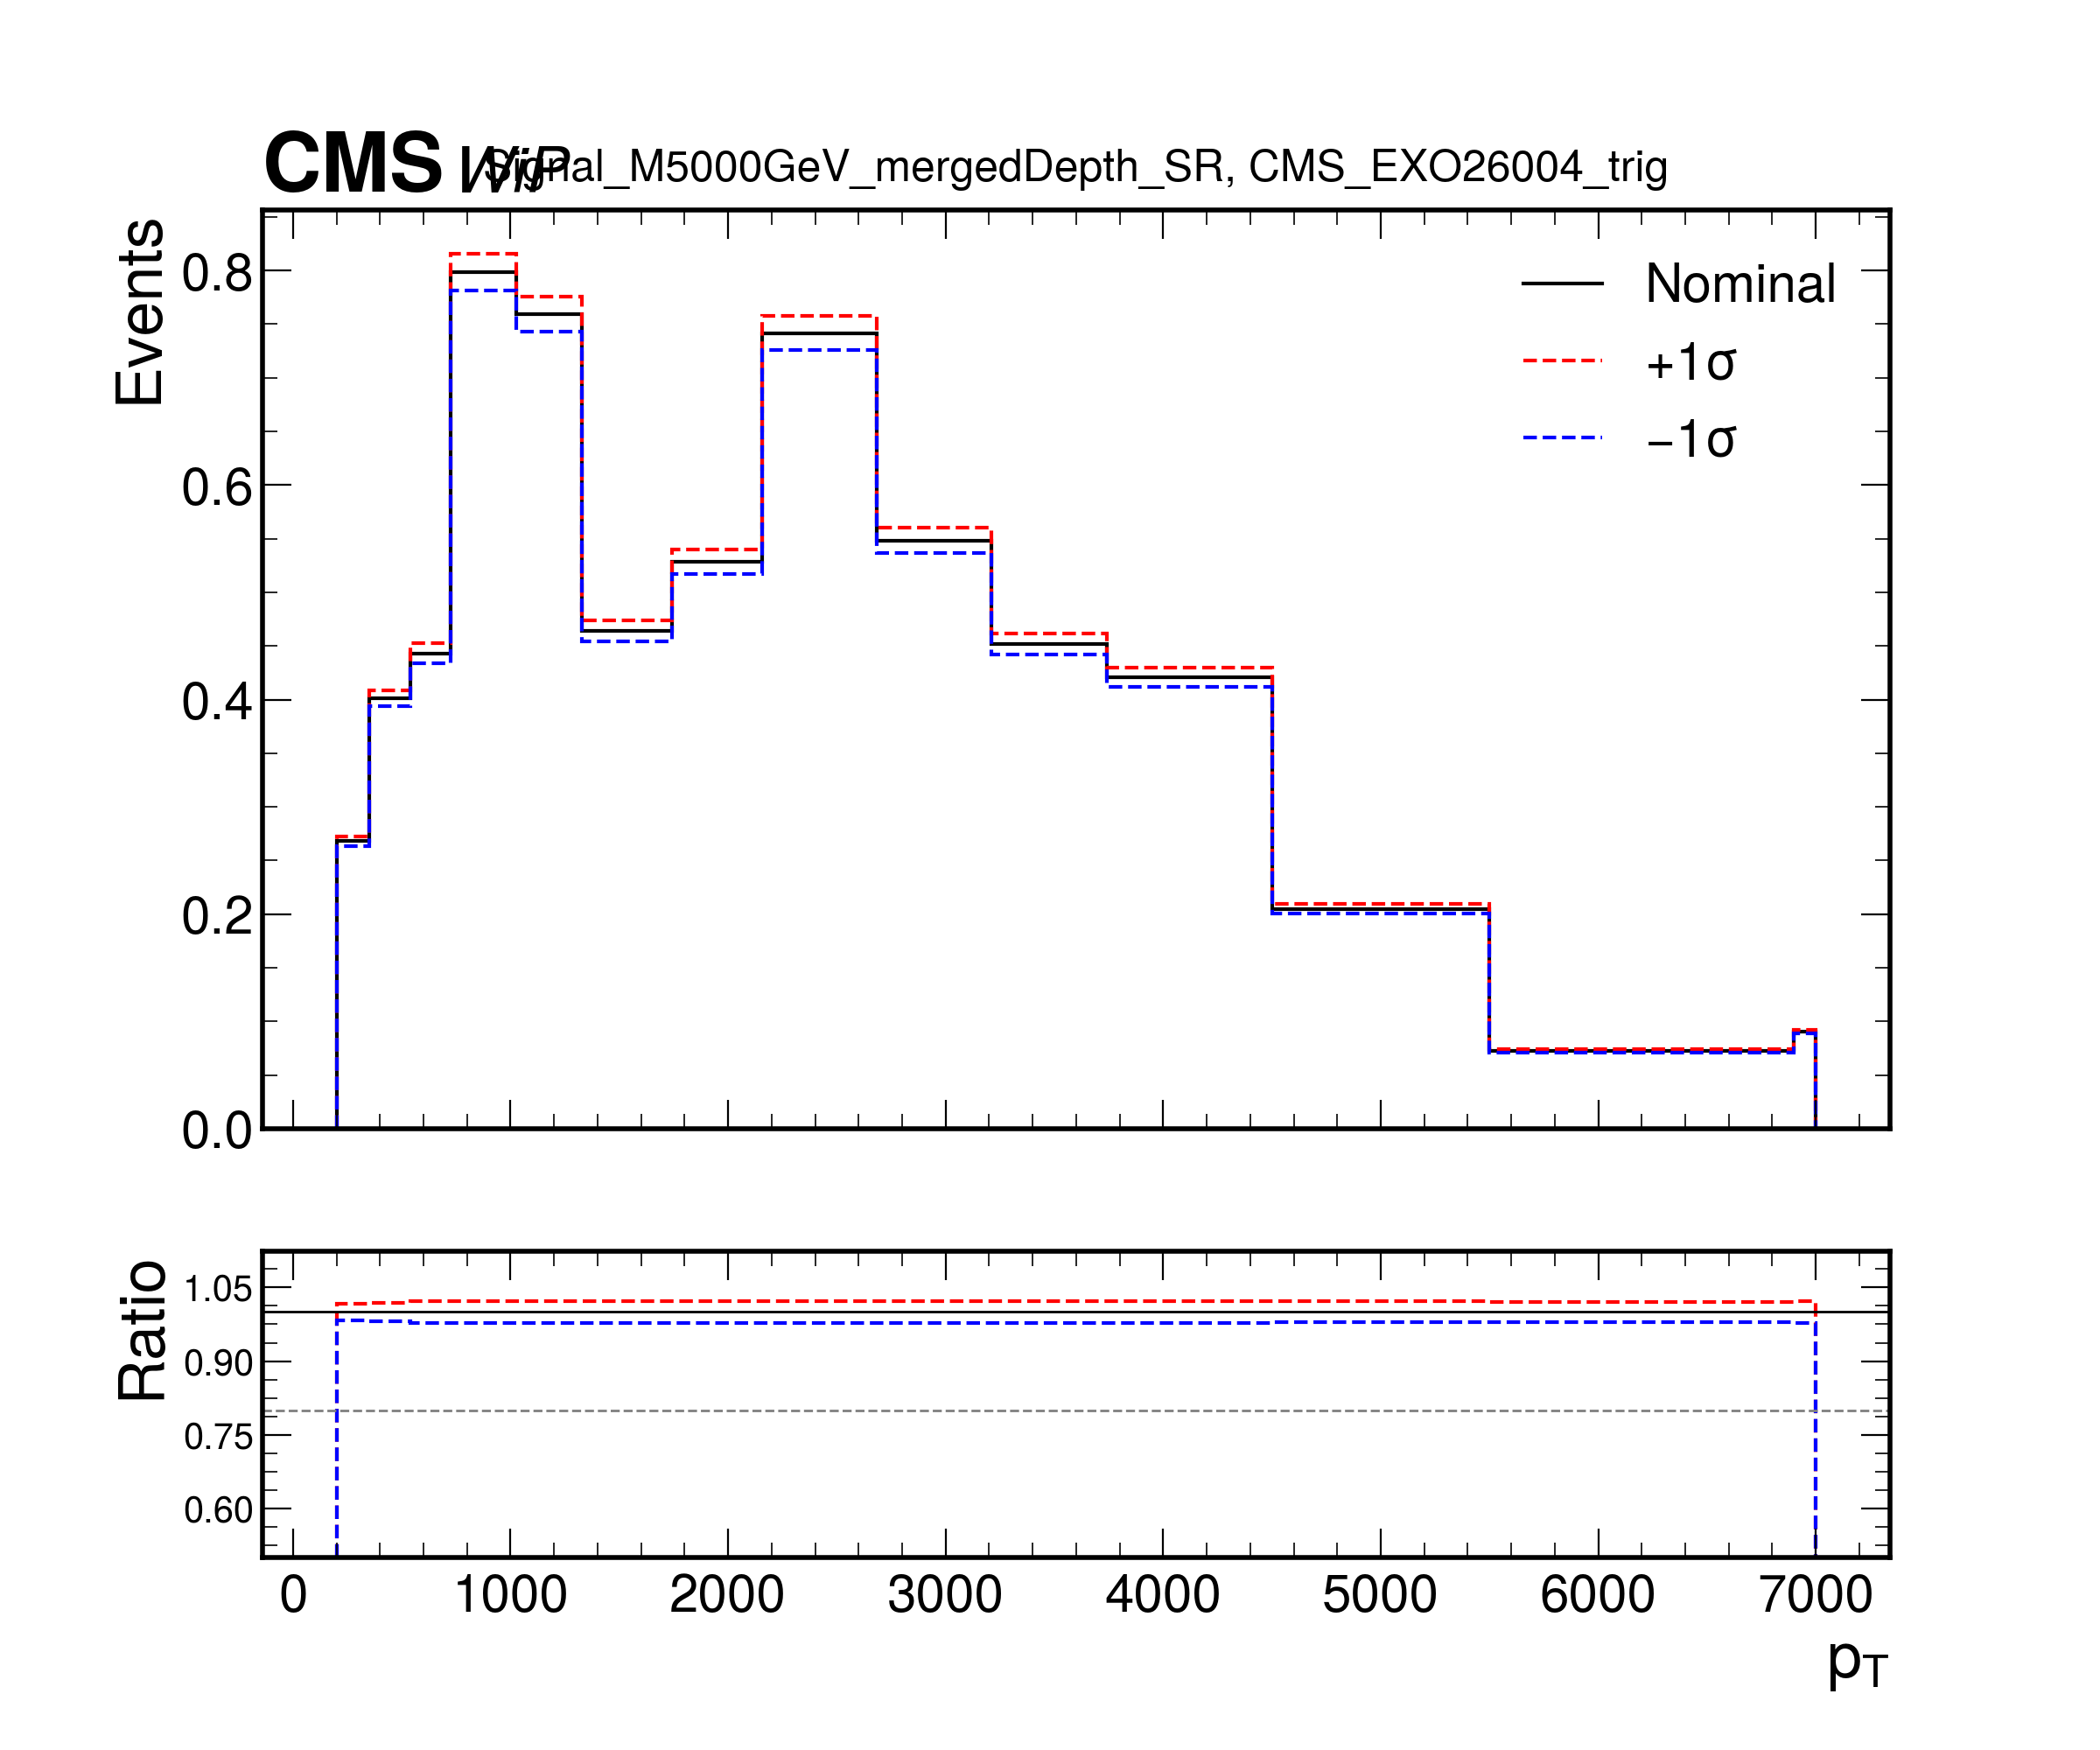 CMS WiP
Signal_M5000GeV_mergedDepth_SR, CMS_EXO26004_trig
Events
0.8
0.6
0.4
0.2
0.0
Nominal
+1σ
−1σ
Ratio
1.05
0.90
0.75
0.60
0 1000 2000 3000 4000 5000 6000 7000
pT